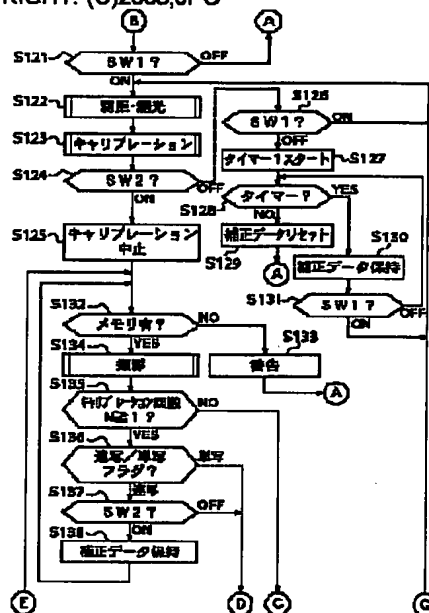 RIGHT: (C)2003,JPO
B
A
S121
SW1?
OFF
ON
S122
測距・測光
S126
SW1?
ON
S123
キャリブレーション
OFF
タイマー1スタート
S127
S124
SW2?
OFF
ON
タイマー?
YES
S128
NO
S125
キャリブレーション
中止
補正データリセット
S129
S130
補正データ保持
A
S131
SW1?
OFF
ON
S132
メモリ有?
NO
YES
S133
S134
撮影
警告
A
S135
キャリブレーション回数
N≧1?
NO
YES
S136
連写/単写
フラグ?
単写
連写
S137
SW2?
OFF
ON
S138
補正データ保持
E
D
G
C